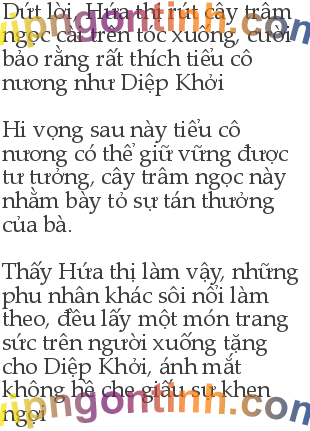 Dứt lời, Hứa thị rút cây trâm
ngọc cài trên tóc xuống, cười
bảo rằng rất thích tiểu cô
nương như Diệp Khởi
Hi vọng sau này tiểu cô
nương có thể giữ vững được
tư tưởng, cây trâm ngọc này
nhằm bày tỏ sự tán thưởng
của bà.
Thấy Hứa thị làm vậy, những
phu nhân khác sôi nổi làm
theo, đều lấy một món trang
sức trên người xuống tặng
cho Diệp Khởi, ánh mắt
không hề che giấu sự khen
ngợi
vipngontinh.com
vipngontinh.com